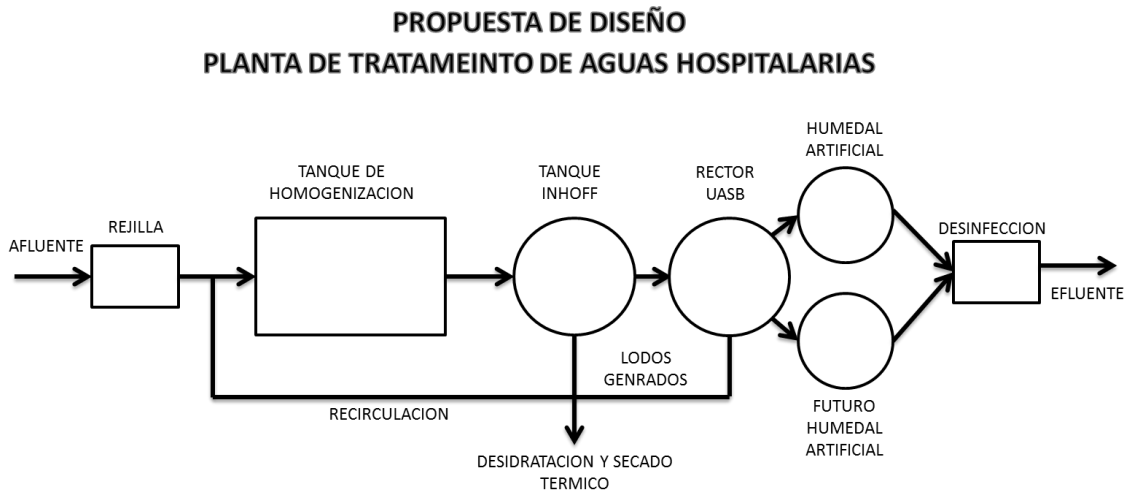 PROPUESTA DE DISEÑO
PLANTA DE TRATAMEINTO DE AGUAS HOSPITALARIAS
AFLUENTE
REJILLA
TANQUE DE
HOMOGENIZACION
TANQUE
INHOFF
RECTOR
UASB
HUMEDAL
ARTIFICIAL
DESINFECCION
EFLUENTE
LODOS
GENRADOS
RECIRCULACION
FUTURO
HUMEDAL
ARTIFICIAL
DESIDRATACION Y SECADO
TERMICO